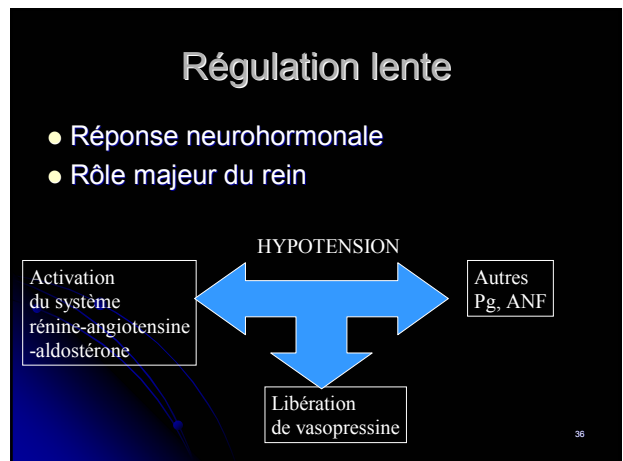 Régulation lente
Réponse neurohormonale
Rôle majeur du rein
HYPOTENSION
Activation
du système
rénine-angiotensine
-aldostérone
Autres
Pg, ANF
Libération
de vasopressine
36